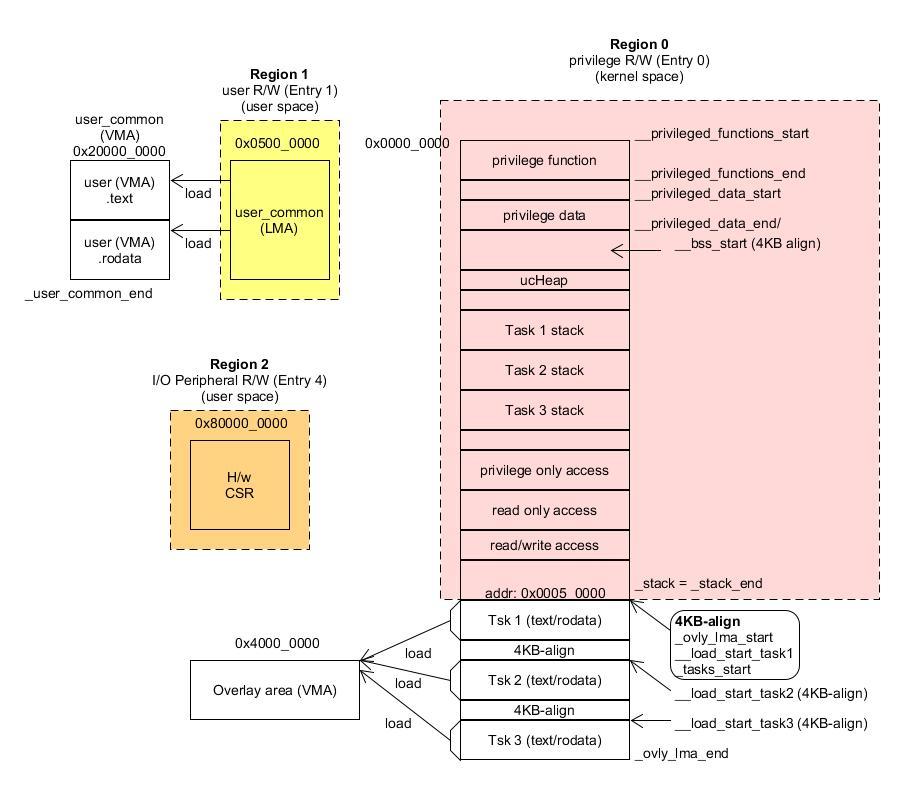 Region 0
privilege R/W (Entry 0)
(kernel space)
Region 1
user R/W (Entry 1)
(user space)
user_common
(VMA)
0x20000_0000
0x0500_0000
0x0000_0000
user (VMA)
.text
load
user_common
(LMA)
user (VMA)
.rodata
load
_user_common_end
privilege function
__privileged_functions_start
__privileged_functions_end
__privileged_data_start
privilege data
__privileged_data_end/
__bss_start (4KB align)
ucHeap
Task 1 stack
Task 2 stack
Task 3 stack
privilege only access
read only access
read/write access
_stack = _stack_end
addr: 0x0005_0000
Region 2
I/O Peripheral R/W (Entry 4)
(user space)
0x80000_0000
H/w
CSR
Tsk 1 (text/rodata)
4KB-align
Tsk 2 (text/rodata)
4KB-align
Tsk 3 (text/rodata)
4KB-align
_ovly_lma_start
__load_start_task1
_tasks_start
__load_start_task2 (4KB-align)
__load_start_task3 (4KB-align)
_ovly_lma_end
0x4000_0000
Overlay area (VMA)
load
load
load